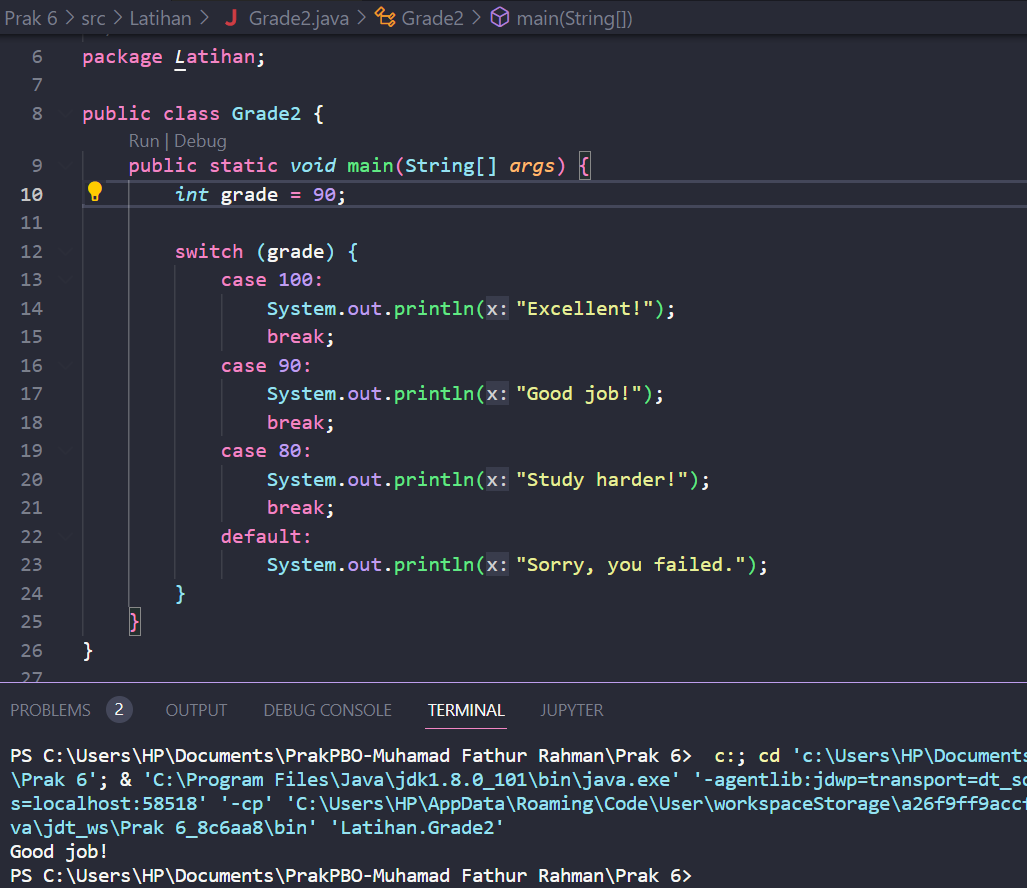 Prak 6 > src > Latihan > J Grade2.java > Grade2 > main(String[])
6 package Latihan;
7
8 public class Grade2 {
Run | Debug
9 public static void main(String[] args) {
10 int grade = 90;
11
12 switch (grade) {
13 case 100:
14 System.out.println(x: "Excellent!");
15 break;
16 case 90:
17 System.out.println(x: "Good job!");
18 break;
19 case 80:
20 System.out.println(x: "Study harder!");
21 break;
22 default:
23 System.out.println(x: "Sorry, you failed.");
24 }
25 }
26 }
27
PROBLEMS 2 OUTPUT DEBUG CONSOLE TERMINAL JUPYTER
PS C:\Users\HP\Documents\PrakPBO-Muhamad Fathur Rahman\Prak 6> c:; cd 'c:\Users\HP\Documents
\Prak 6'; & 'C:\Program Files\Java\jdk1.8.0_101\bin\java.exe' '-agentlib:jdwp=transport=dt_so
s=localhost:58518' '-cp' 'C:\Users\HP\AppData\Roaming\Code\User\workspaceStorage\a26f9ff9accf
va\jdt_ws\Prak 6_8c6aa8\bin' 'Latihan.Grade2'
Good job!
PS C:\Users\HP\Documents\PrakPBO-Muhamad Fathur Rahman\Prak 6>